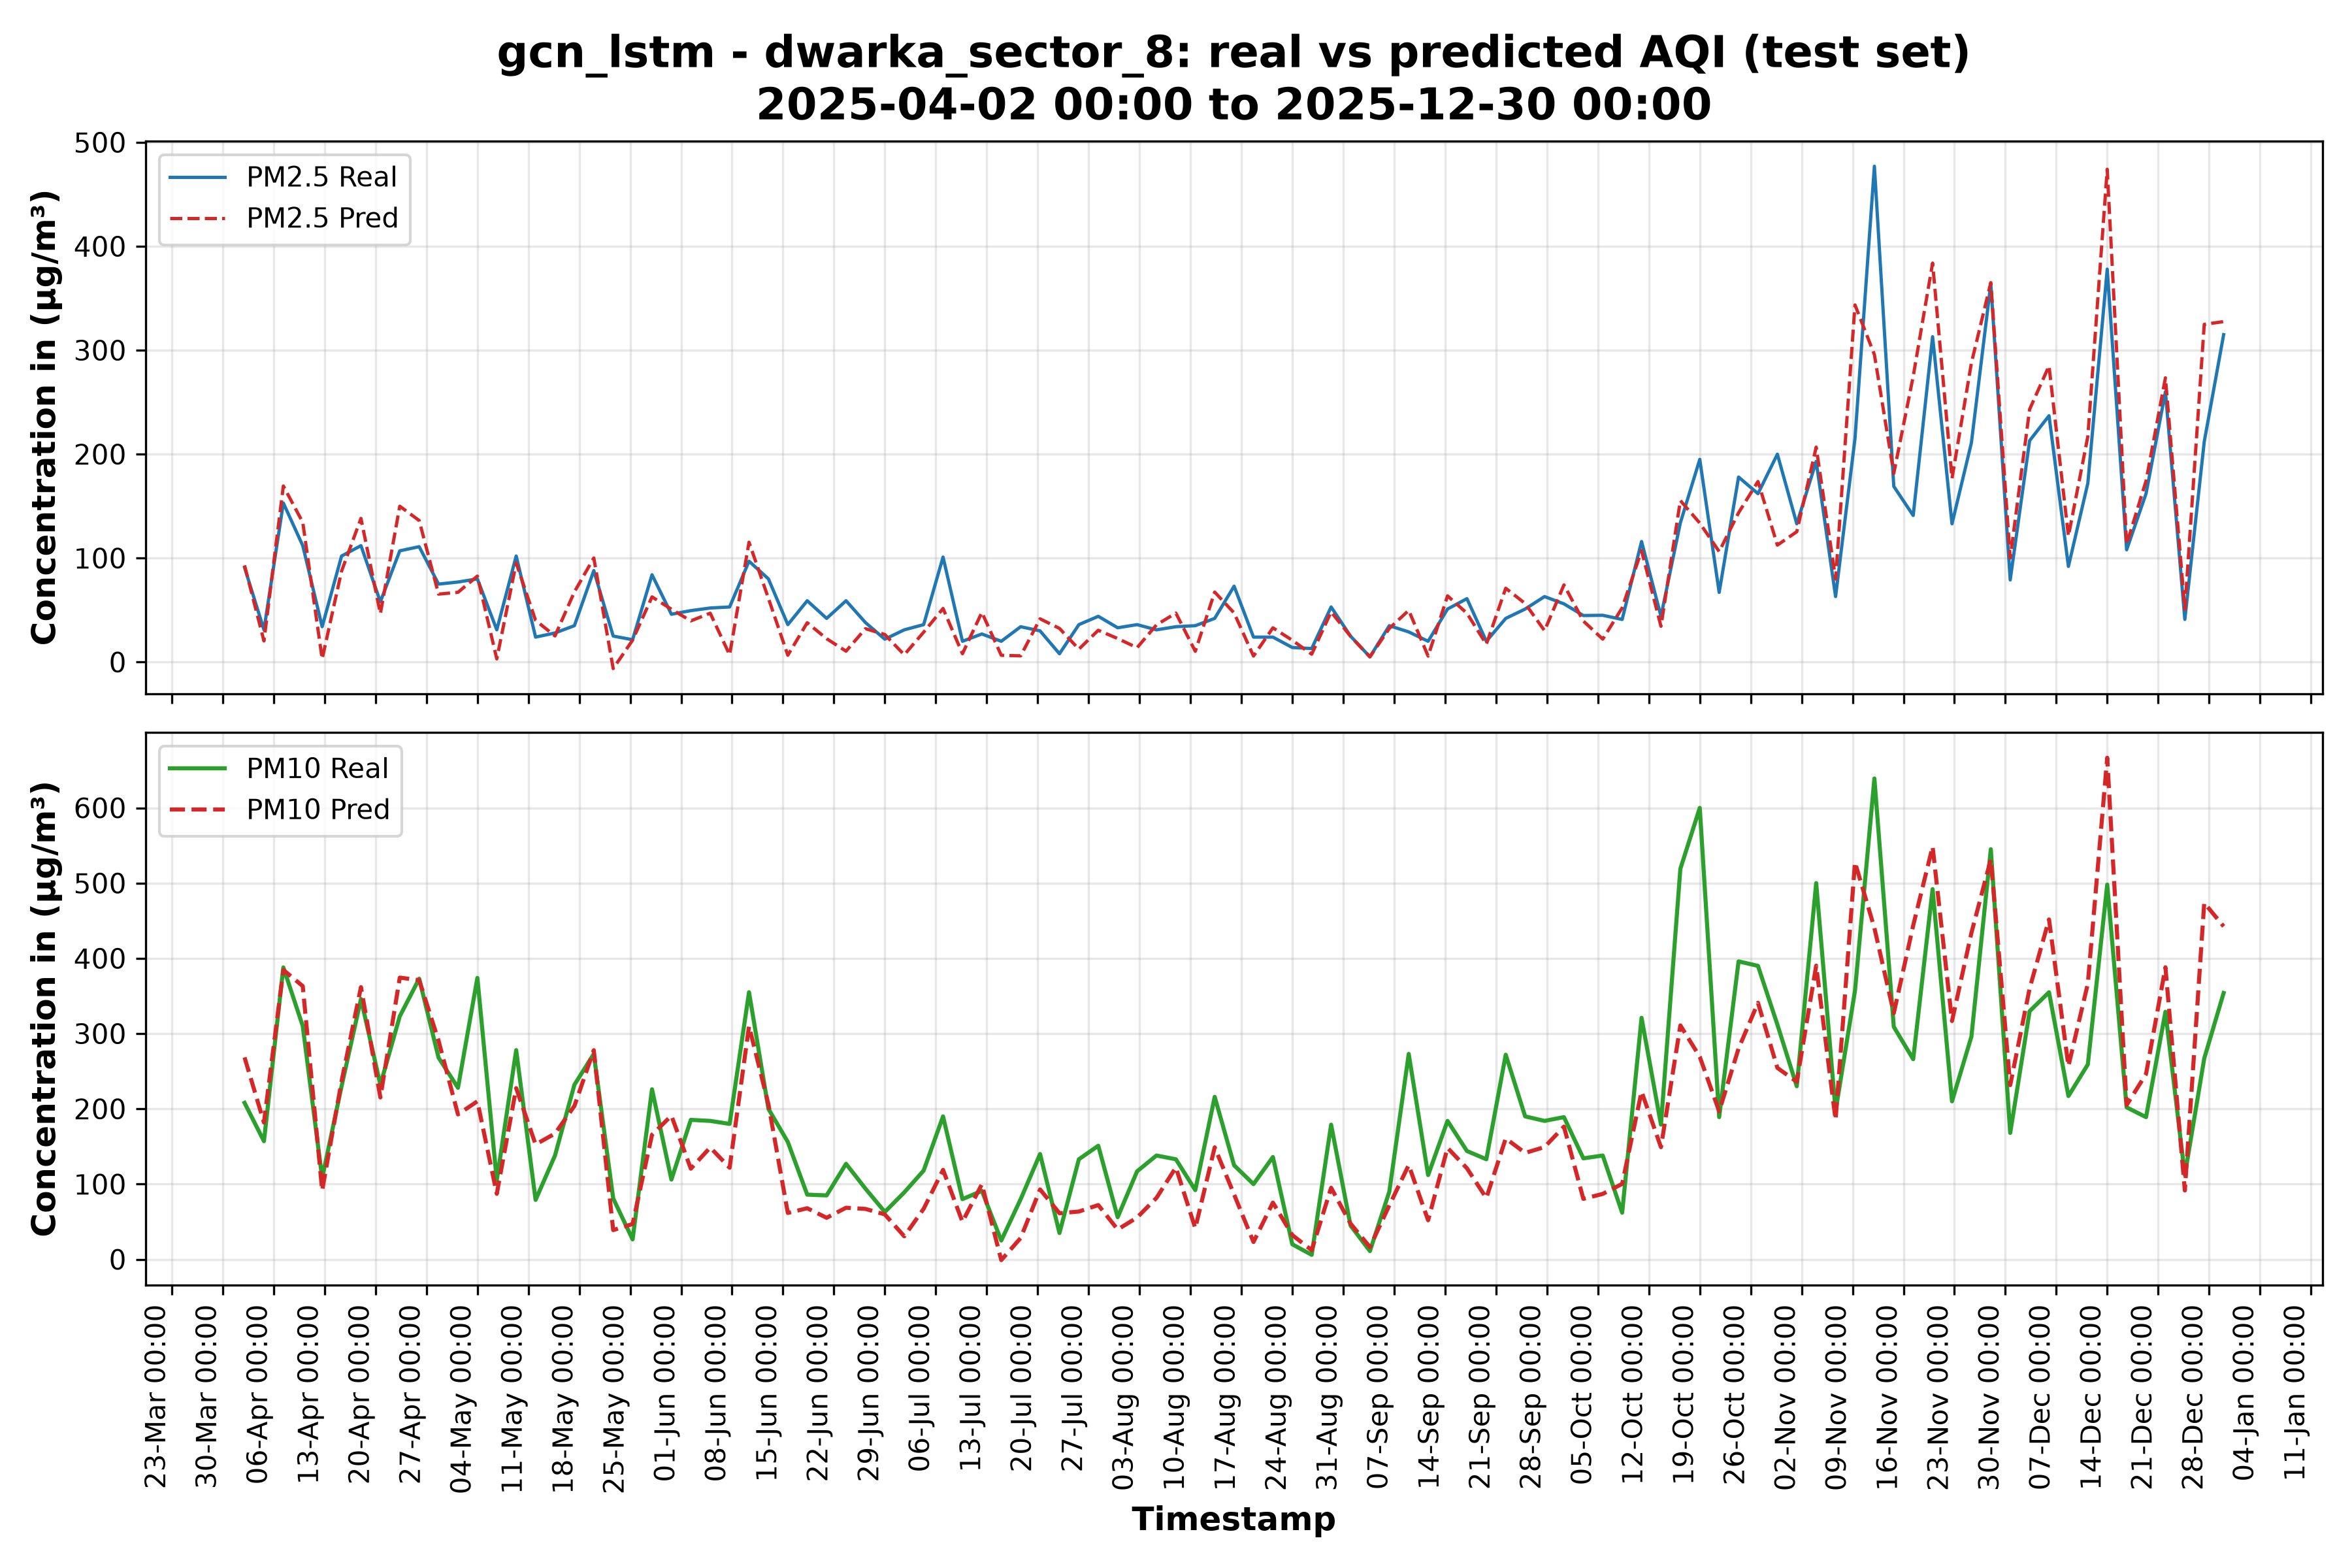 gcn_lstm - dwarka_sector_8: real vs predicted AQI (test set)
2025-04-02 00:00 to 2025-12-30 00:00
Concentration in (µg/m³)
500
400
300
200
100
0
PM2.5 Real
PM2.5 Pred
Concentration in (µg/m³)
600
500
400
300
200
100
0
PM10 Real
PM10 Pred
23-Mar 00:00
30-Mar 00:00
06-Apr 00:00
13-Apr 00:00
20-Apr 00:00
27-Apr 00:00
04-May 00:00
11-May 00:00
18-May 00:00
25-May 00:00
01-Jun 00:00
08-Jun 00:00
15-Jun 00:00
22-Jun 00:00
29-Jun 00:00
06-Jul 00:00
13-Jul 00:00
20-Jul 00:00
27-Jul 00:00
03-Aug 00:00
10-Aug 00:00
17-Aug 00:00
24-Aug 00:00
31-Aug 00:00
07-Sep 00:00
14-Sep 00:00
21-Sep 00:00
28-Sep 00:00
05-Oct 00:00
12-Oct 00:00
19-Oct 00:00
26-Oct 00:00
02-Nov 00:00
09-Nov 00:00
16-Nov 00:00
23-Nov 00:00
30-Nov 00:00
07-Dec 00:00
14-Dec 00:00
21-Dec 00:00
28-Dec 00:00
04-Jan 00:00
11-Jan 00:00
Timestamp